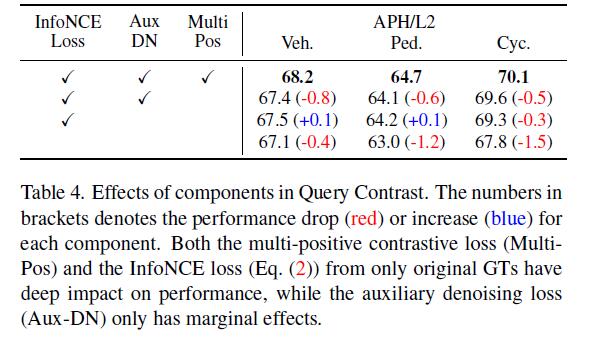 InfoNCE Aux Multi APH/L2
Loss DN Pos Veh. Ped. Cyc.
✓ ✓ ✓ 68.2 64.7 70.1
✓ ✓ 67.4 (-0.8) 64.1 (-0.6) 69.6 (-0.5)
✓ 67.5 (+0.1) 64.2 (+0.1) 69.3 (-0.3)
67.1 (-0.4) 63.0 (-1.2) 67.8 (-1.5)
Table 4. Effects of components in Query Contrast. The numbers in
brackets denotes the performance drop (red) or increase (blue) for
each component. Both the multi-positive contrastive loss (Multi-
Pos) and the InfoNCE loss (Eq. (2)) from only original GTs have
deep impact on performance, while the auxiliary denoising loss
(Aux-DN) only has marginal effects.